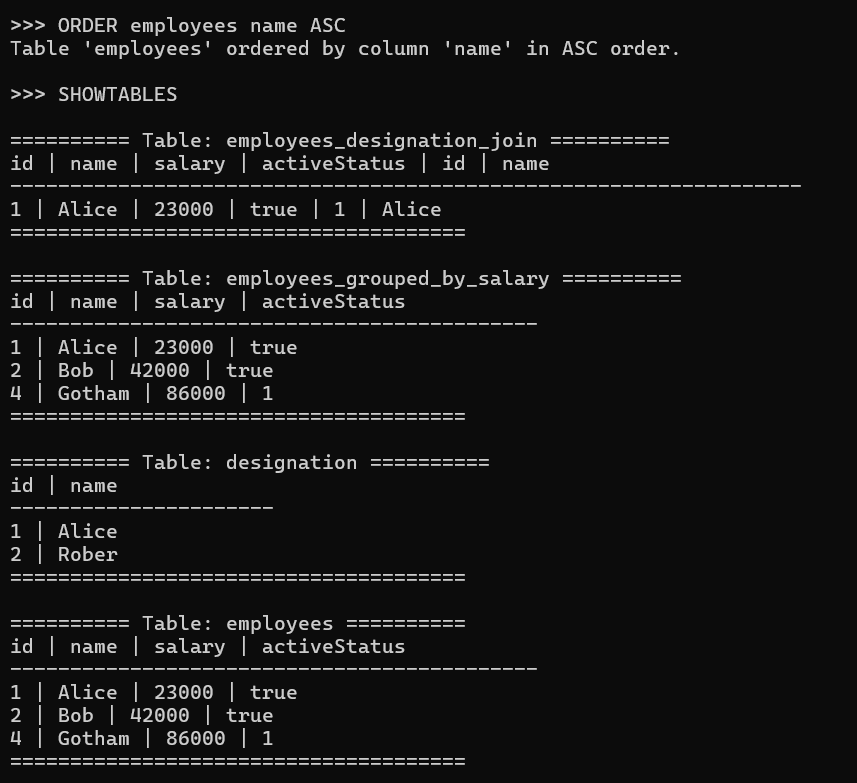 >>> ORDER employees name ASC
Table 'employees' ordered by column 'name' in ASC order.

>>> SHOWTABLES

========== Table: employees_designation_join ==========
id | name | salary | activeStatus | id | name
------------------------------------------------------------------
1 | Alice | 23000 | true | 1 | Alice
======================================

========== Table: employees_grouped_by_salary ==========
id | name | salary | activeStatus
--------------------------------------------
1 | Alice | 23000 | true
2 | Bob | 42000 | true
4 | Gotham | 86000 | 1
======================================

========== Table: designation ==========
id | name
----------------------
1 | Alice
2 | Rober
======================================

========== Table: employees ==========
id | name | salary | activeStatus
--------------------------------------------
1 | Alice | 23000 | true
2 | Bob | 42000 | true
4 | Gotham | 86000 | 1
======================================